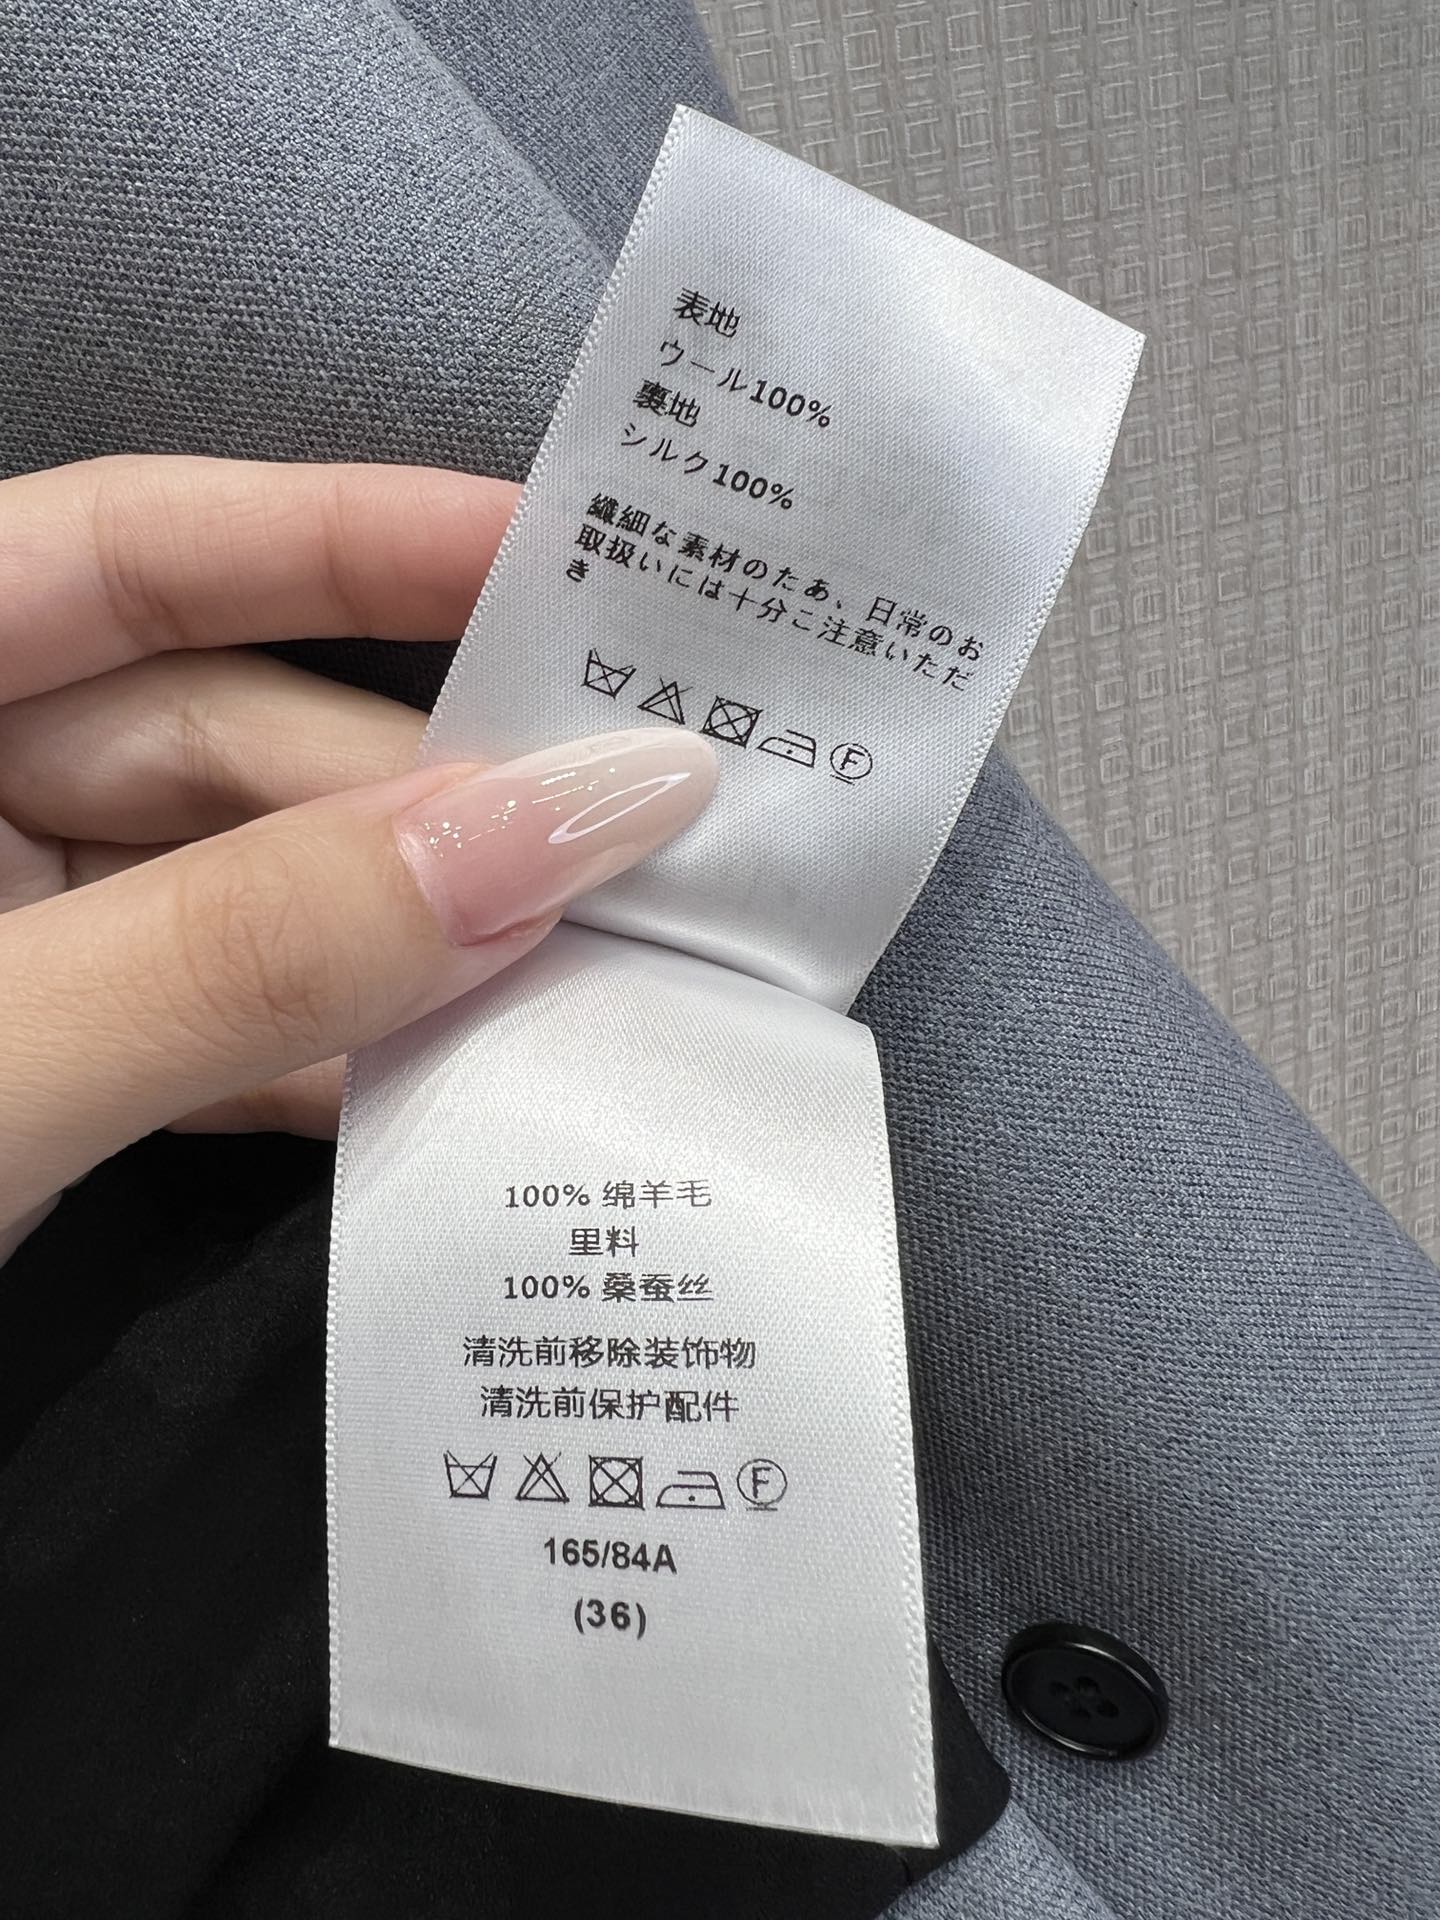 表地
ウール100%
裏地
シルク100%
繊細な素材のたあ、日常のお
取扱いには十分こ注意いただ
き
F
100% 绵羊毛
里料
100% 桑蚕丝
清洗前移除装饰物
清洗前保护配件
F
165/84A
(36)